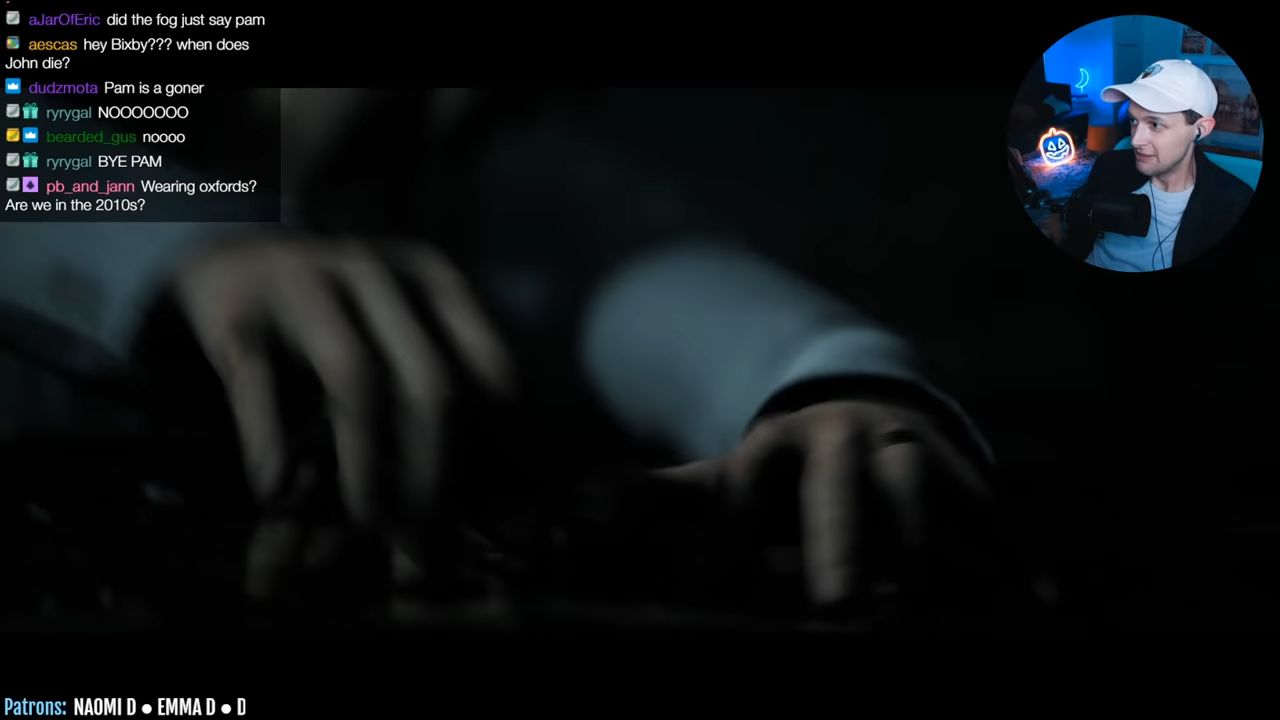 aJarOfEric did the fog just say pam
aescas hey Bixby??? when does
John die?
dudzmota Pam is a goner
ryrygal NOOOOOOO
bearded_gus noooo
ryrygal BYE PAM
pb_and_jann Wearing oxfords?
Are we in the 2010s?
Patrons: NAOMI D ● EMMA D ● D